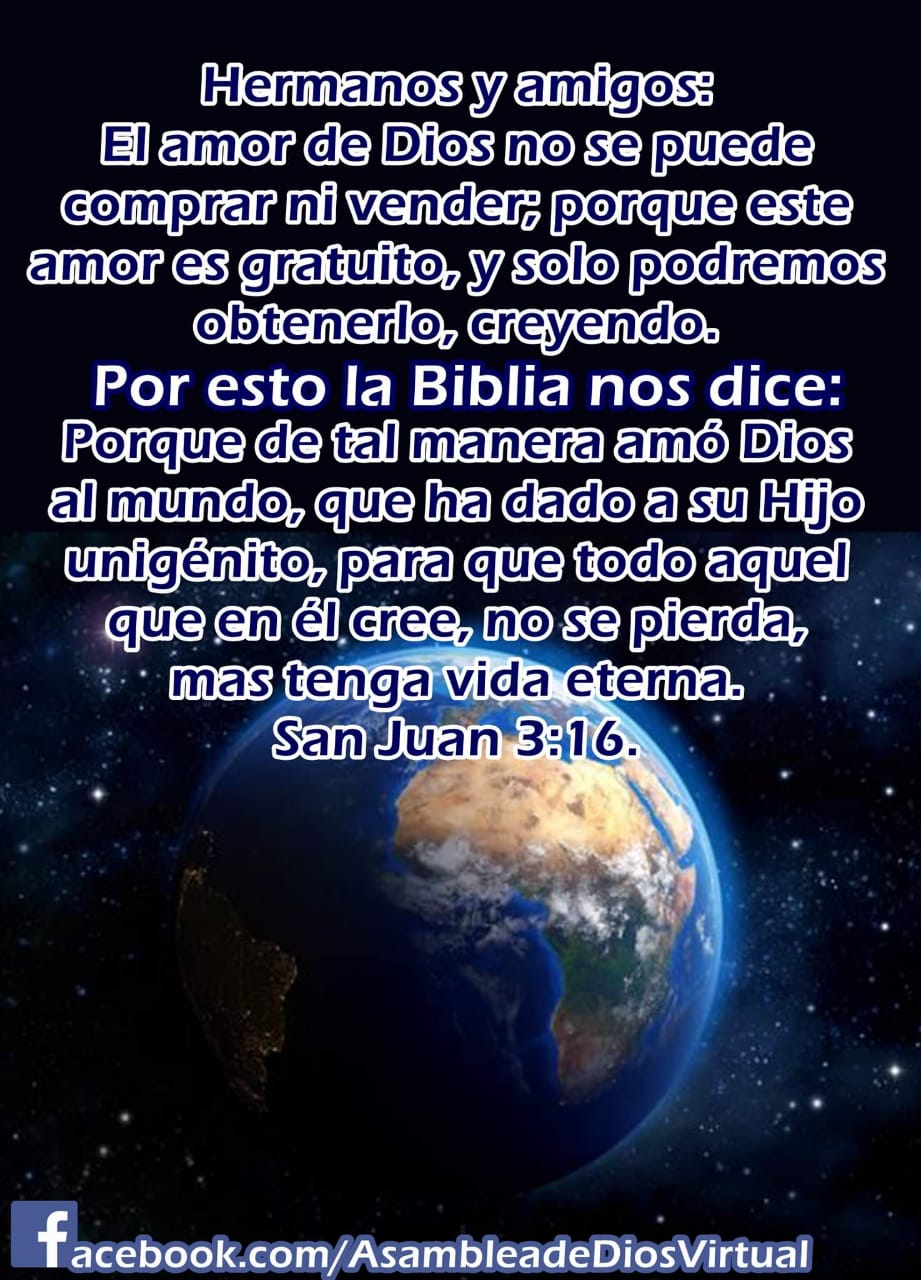 Hermanos y amigos:
El amor de Dios no se puede
comprar ni vender; porque este
amor es gratuito, y solo podremos
obtenerlo, creyendo.
Por esto la Biblia nos dice:
Porque de tal manera amó Dios
al mundo, que ha dado a su Hijo
unigénito, para que todo aquel
que en él cree, no se pierda,
mas tenga vida eterna.
San Juan 3:16.
facebook.com/AsambleadeDiosVirtual